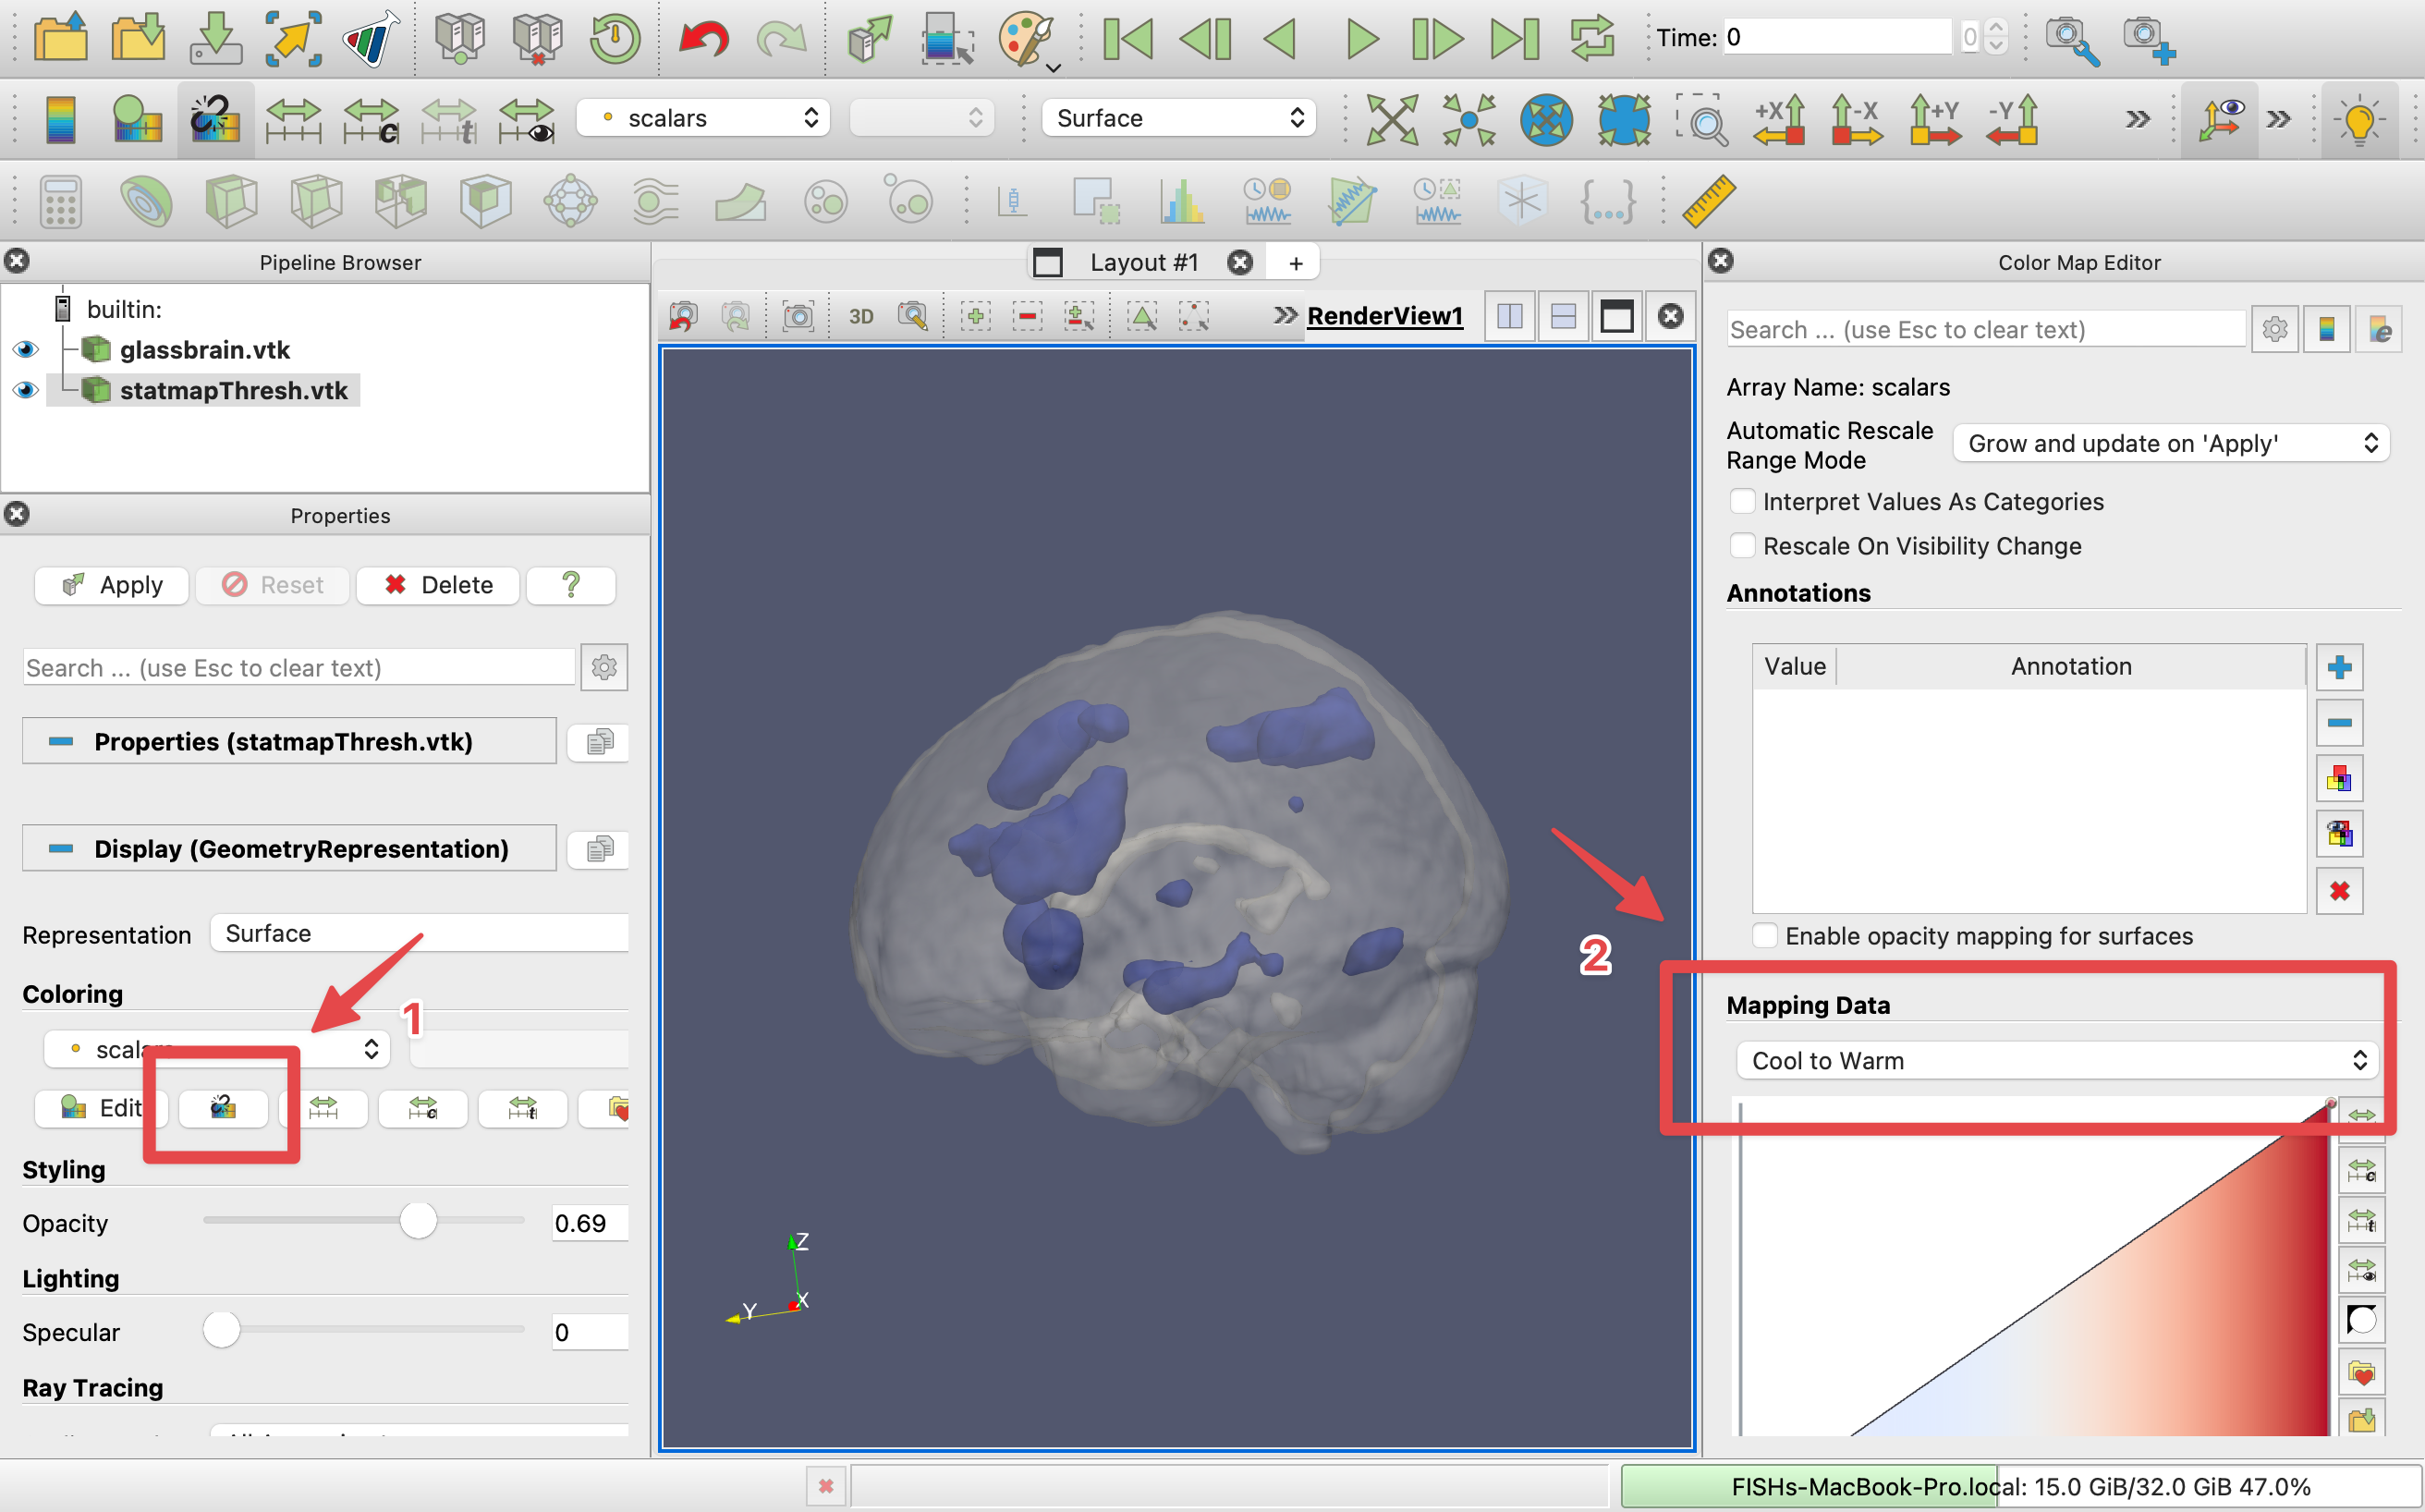 Time: 0
0
c
t
scalars
Surface
+X
-X
+Y
-Y
Pipeline Browser
builtin:
glassbrain.vtk
statmapThresh.vtk
Properties
Apply
Reset
Delete
?
Search ... (use Esc to clear text)
Properties (statmapThresh.vtk)
Display (GeometryRepresentation)
Representation
Surface
Coloring
1
Edit
c
t
Styling
Opacity
0.69
Lighting
Specular
0
Ray Tracing
Layout #1
+
3D
RenderView1
2
Z
X
Y
Color Map Editor
Search ... (use Esc to clear text)
e
Array Name: scalars
Automatic Rescale
Range Mode
Grow and update on 'Apply'
Interpret Values As Categories
Rescale On Visibility Change
Annotations
Value
Annotation
Enable opacity mapping for surfaces
Mapping Data
Cool to Warm
c
t
FISHs-MacBook-Pro.local: 15.0 GiB/32.0 GiB 47.0%